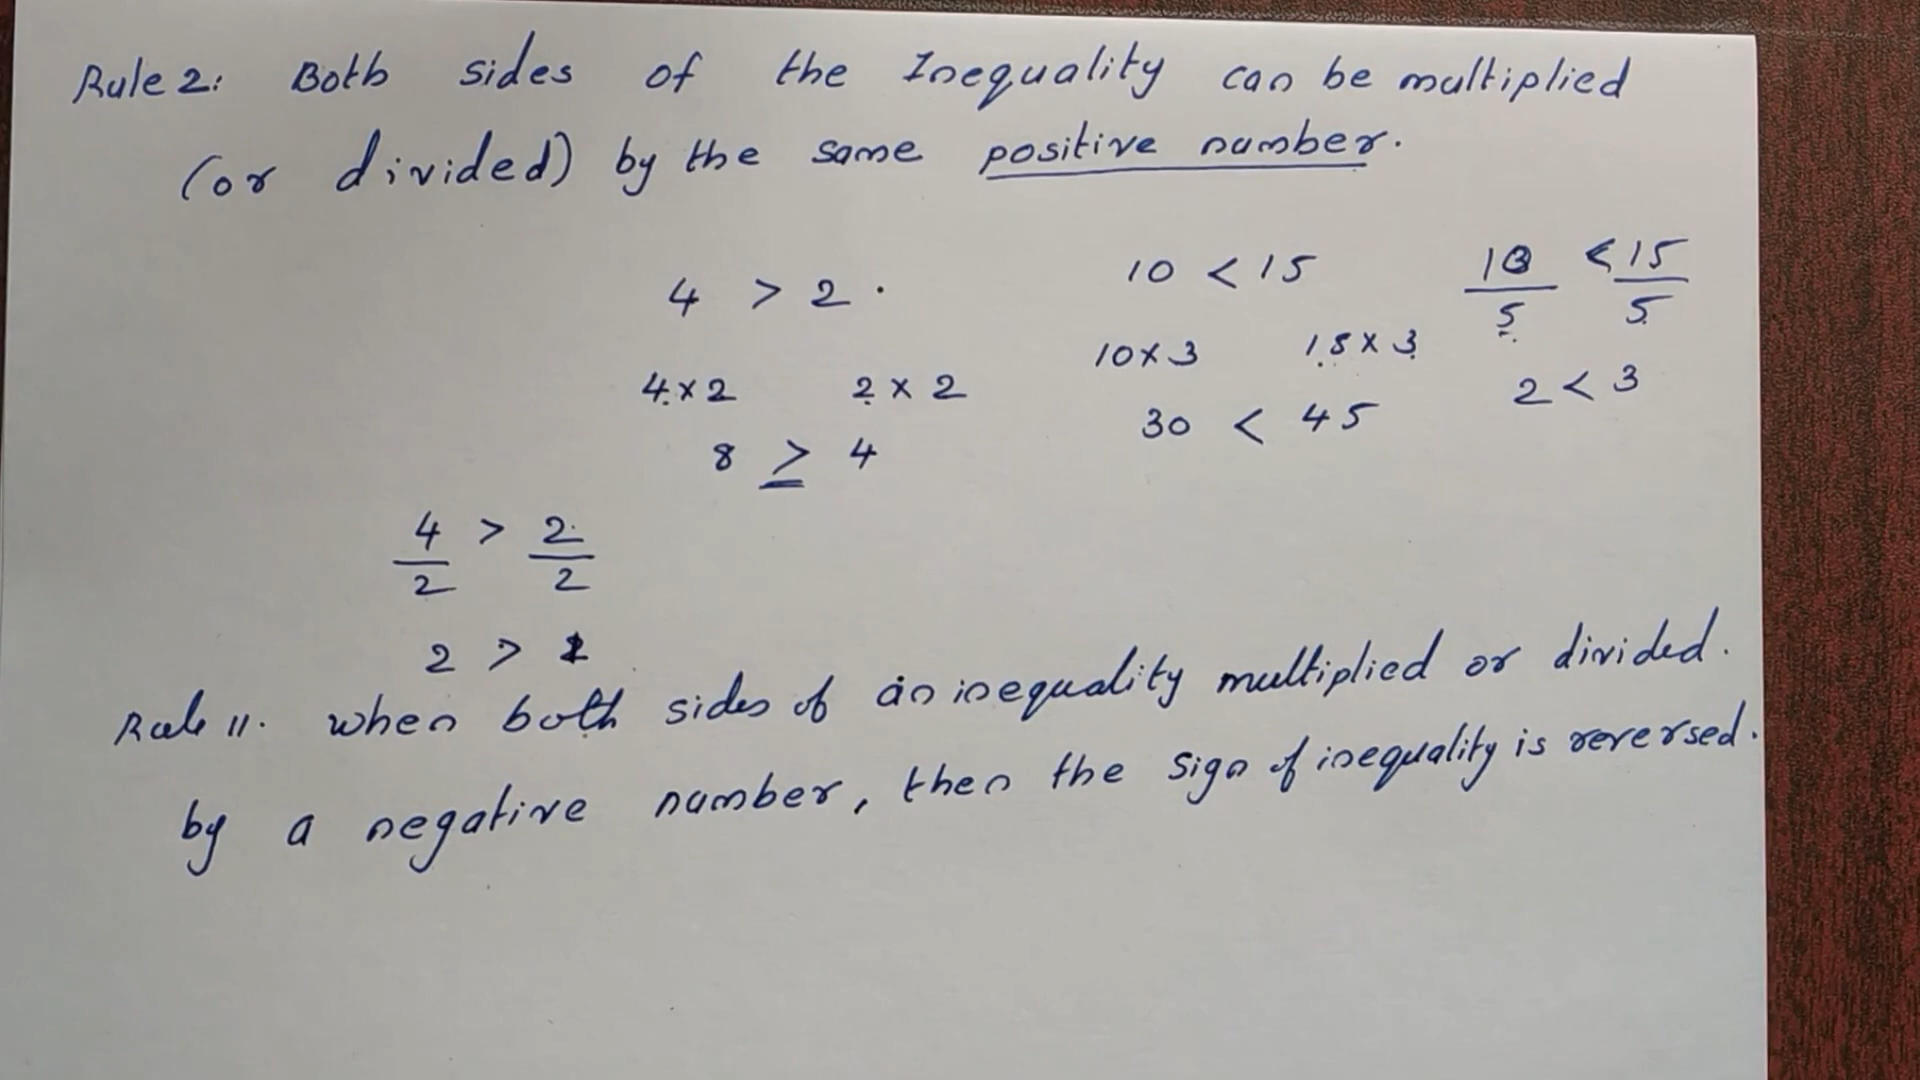 Rule 2: Both sides of the Inequality can be multiplied
(or divided) by the same positive number.
4 > 2
4 × 2 2 × 2
8 > 4
10 < 15
10 × 3 15 × 3
30 < 45
10/5 < 15/5
2 < 3
4/2 > 2/2
2 > 1
Rule 11. when both sides of an inequality multiplied or divided.
by a negative number, then the sign of inequality is reversed.